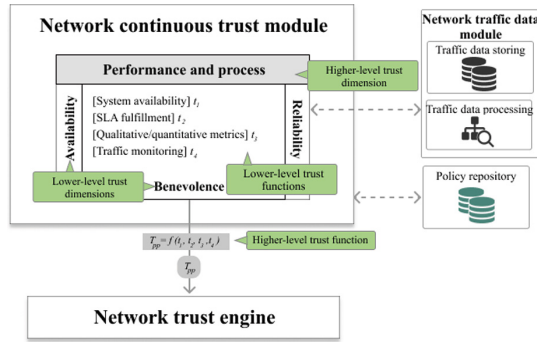 Network continuous trust module
Performance and process
Availability
[System availability] t1
[SLA fulfillment] t2
[Qualitative/quantitative metrics] t3
[Traffic monitoring] t4
Reliability
Benevolence
Higher-level trust
dimension
Lower-level trust
dimensions
Lower-level trust
functions
Network traffic data
module
Traffic data storing
Traffic data processing
Policy repository
Tpp = f (t1, t2, t3, t4)
Higher-level trust function
Tpp
Network trust engine